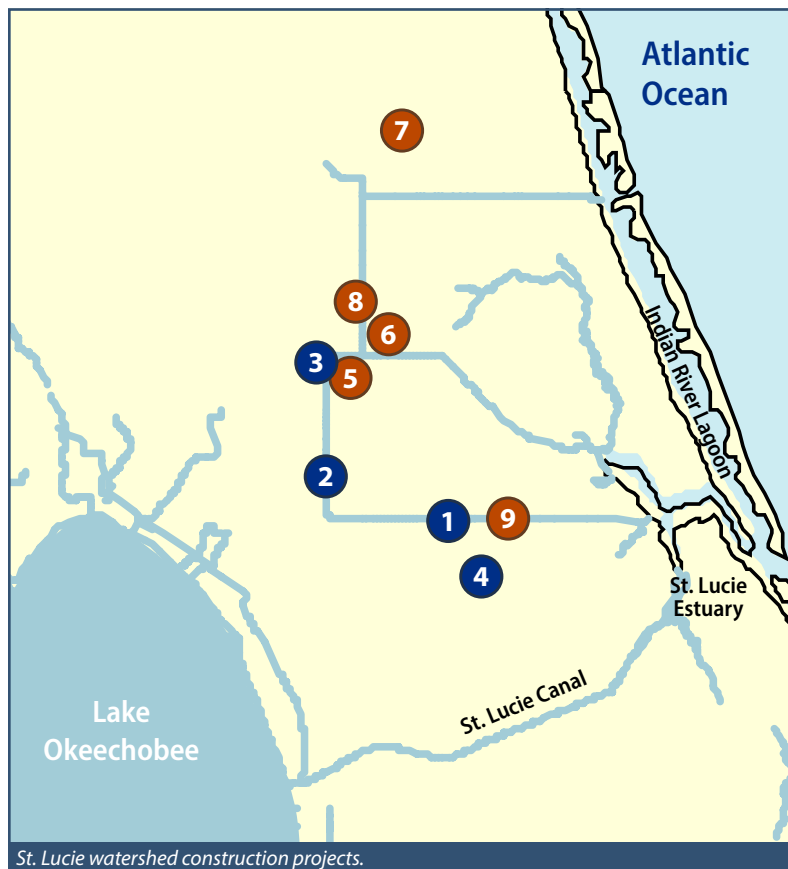 Atlantic
Ocean
7
8
6
3
5
2
1
9
4
Indian River Lagoon
St. Lucie
Estuary
St. Lucie Canal
Lake
Okeechobee
St. Lucie watershed construction projects.